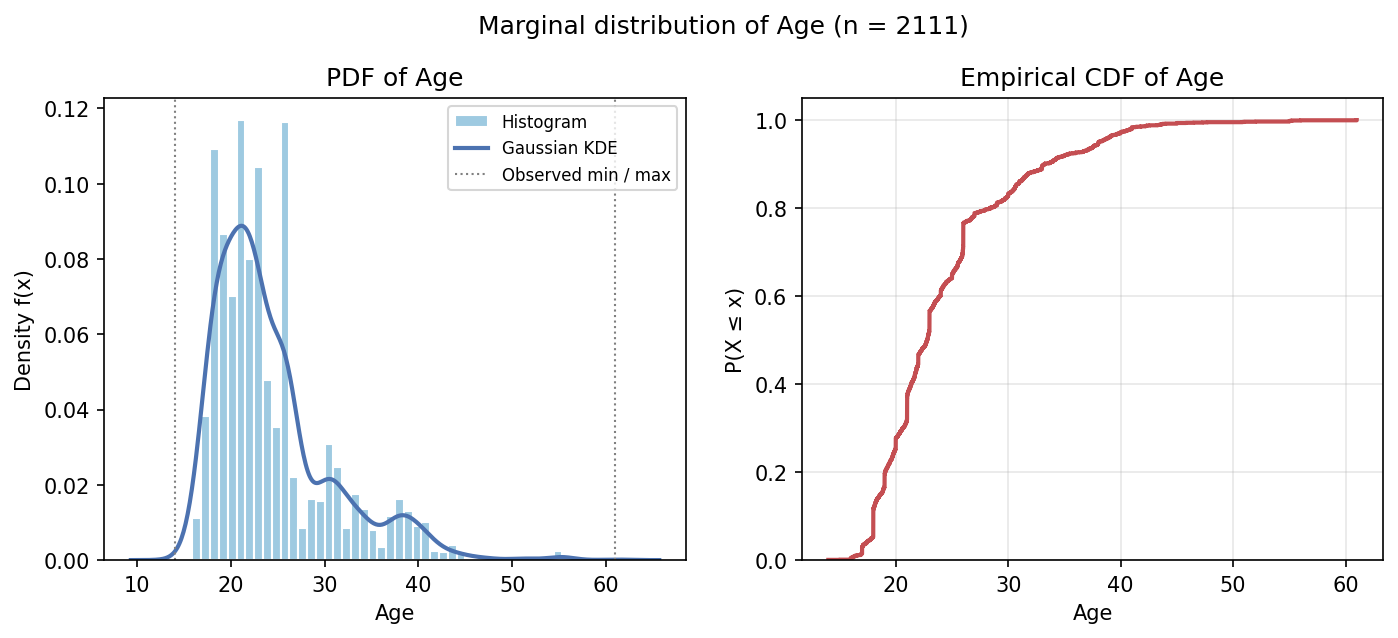 Marginal distribution of Age (n = 2111)
PDF of Age
Density f(x)
0.12
0.10
0.08
0.06
0.04
0.02
0.00
Histogram
Gaussian KDE
Observed min / max
10 20 30 40 50 60
Age
Empirical CDF of Age
P(X ≤ x)
1.0
0.8
0.6
0.4
0.2
0.0
20 30 40 50 60
Age